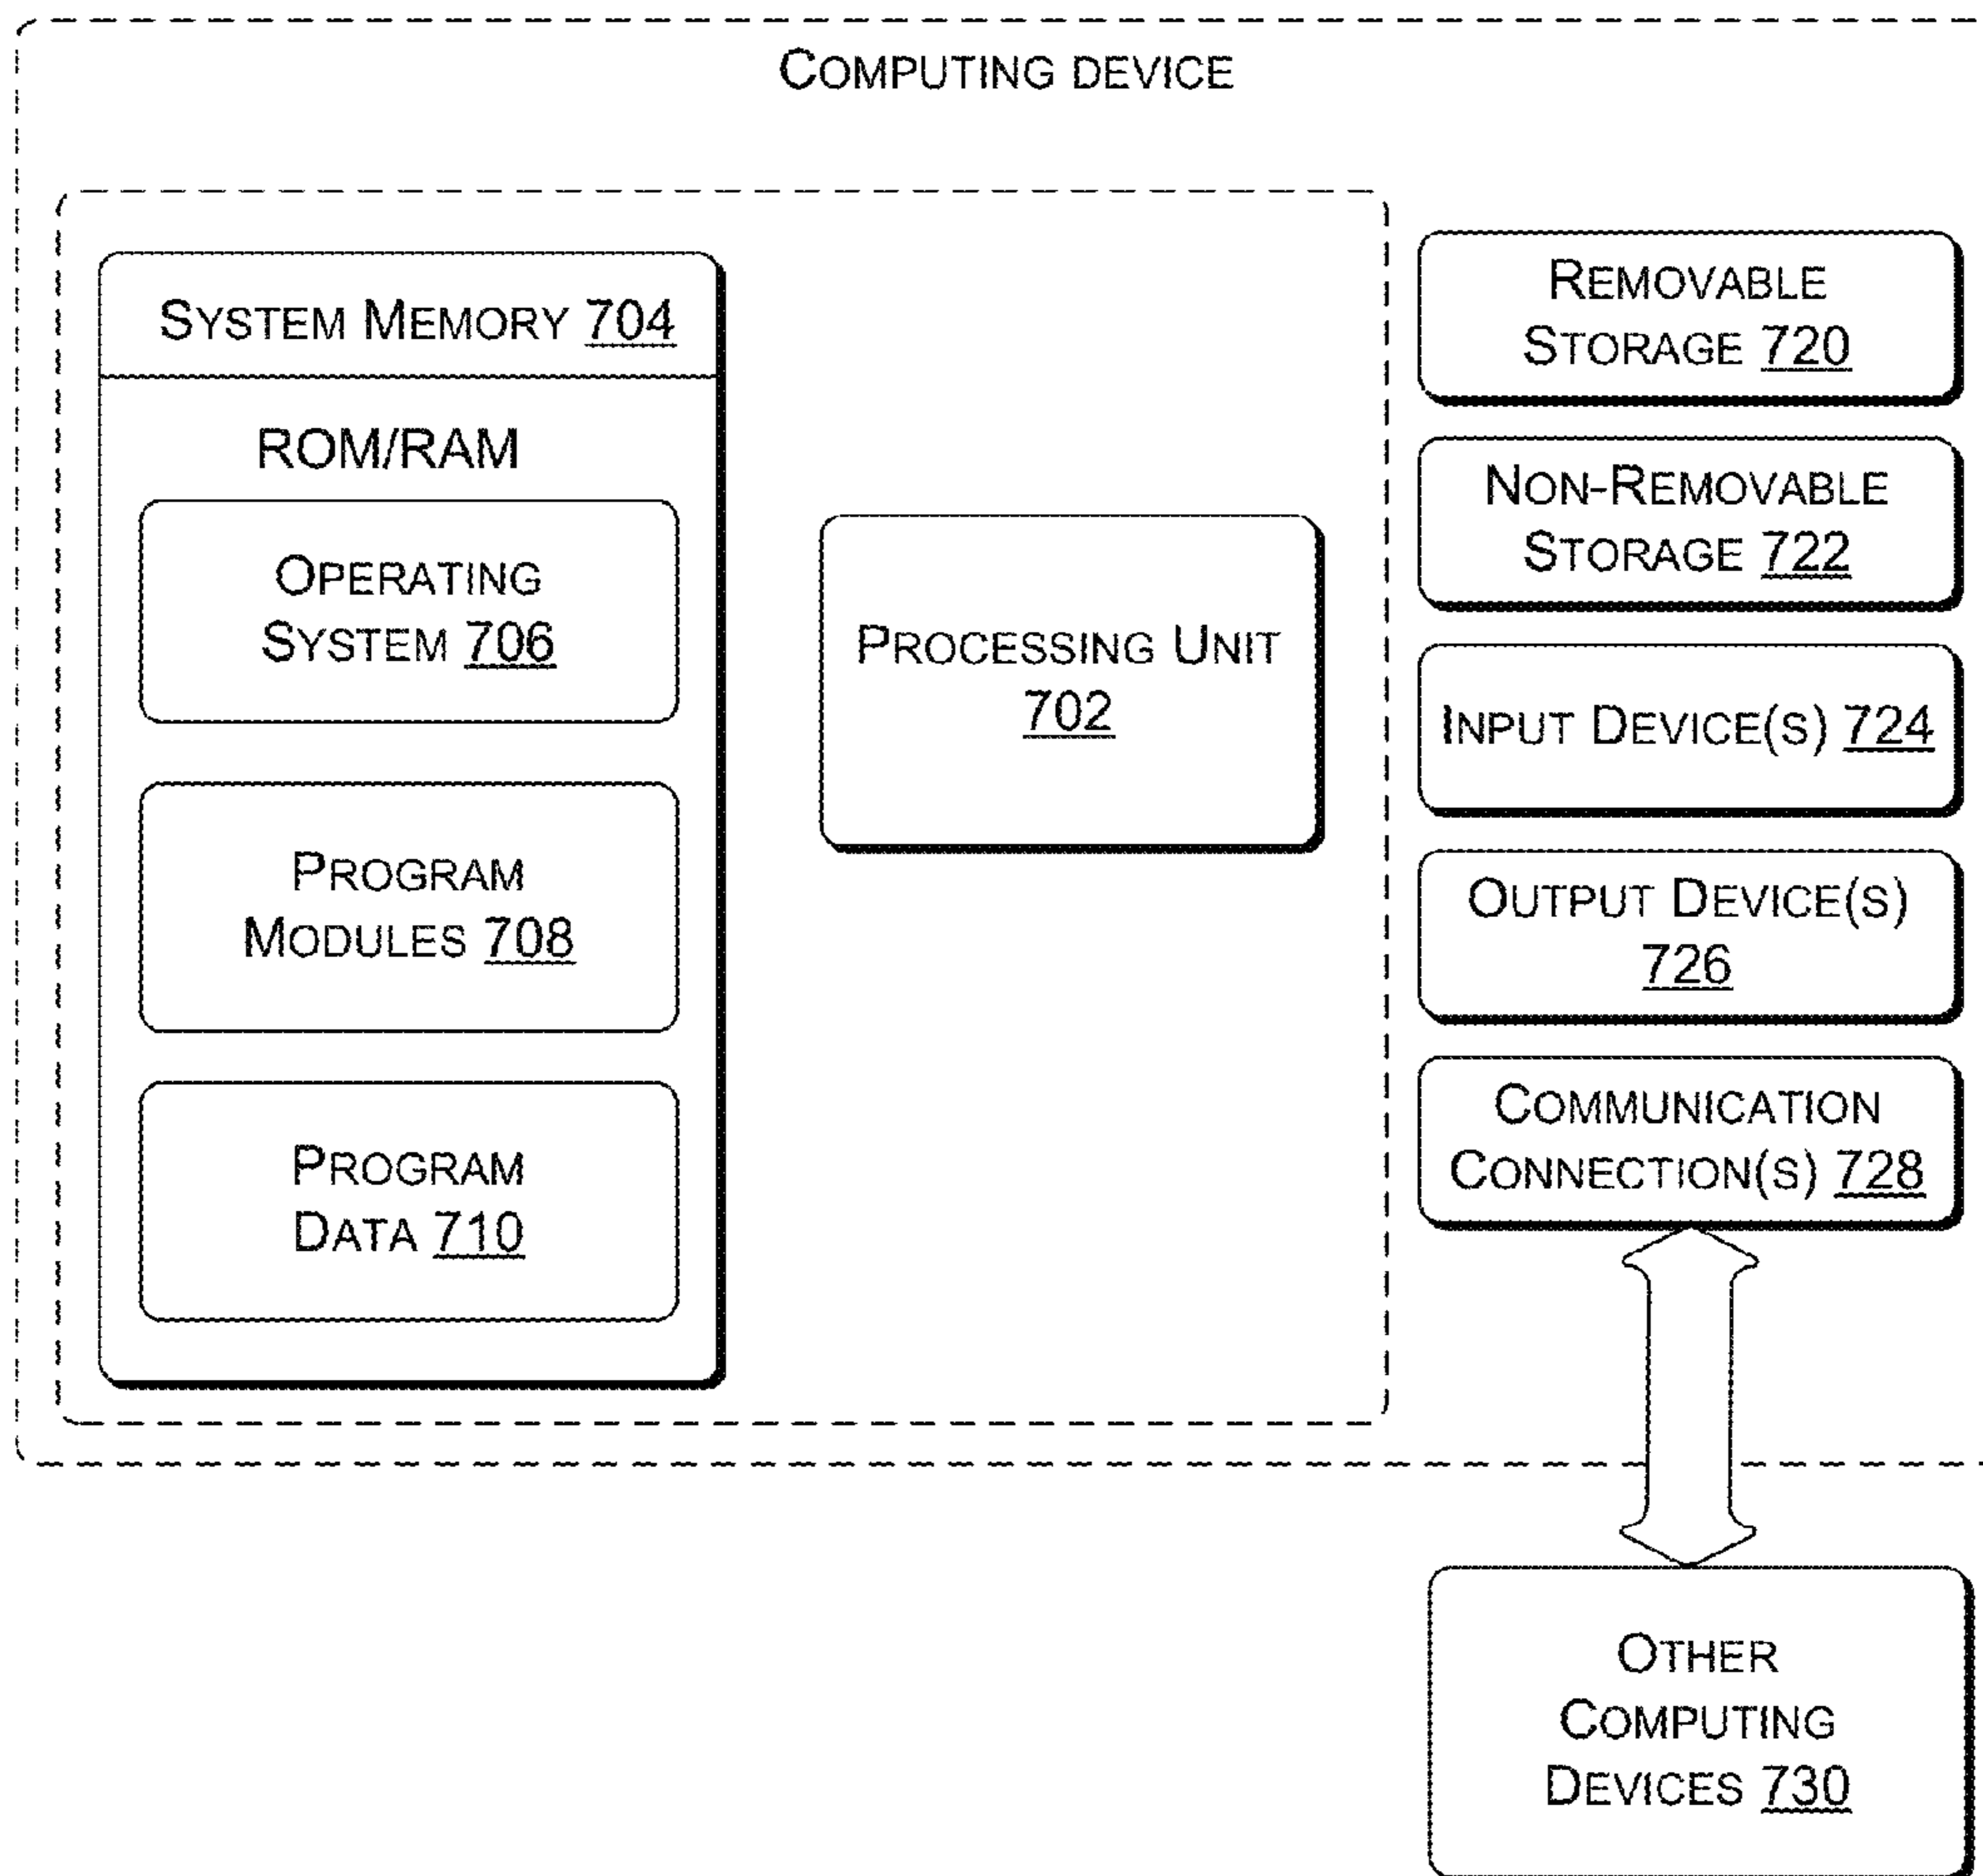 COMPUTING DEVICE
SYSTEM MEMORY 704
ROM/RAM
OPERATING
SYSTEM 706
PROGRAM
MODULES 708
PROGRAM
DATA 710
PROCESSING UNIT
702
REMOVABLE
STORAGE 720
NON-REMOVABLE
STORAGE 722
INPUT DEVICE(S) 724
OUTPUT DEVICE(S)
726
COMMUNICATION
CONNECTION(S) 728
OTHER
COMPUTING
DEVICES 730